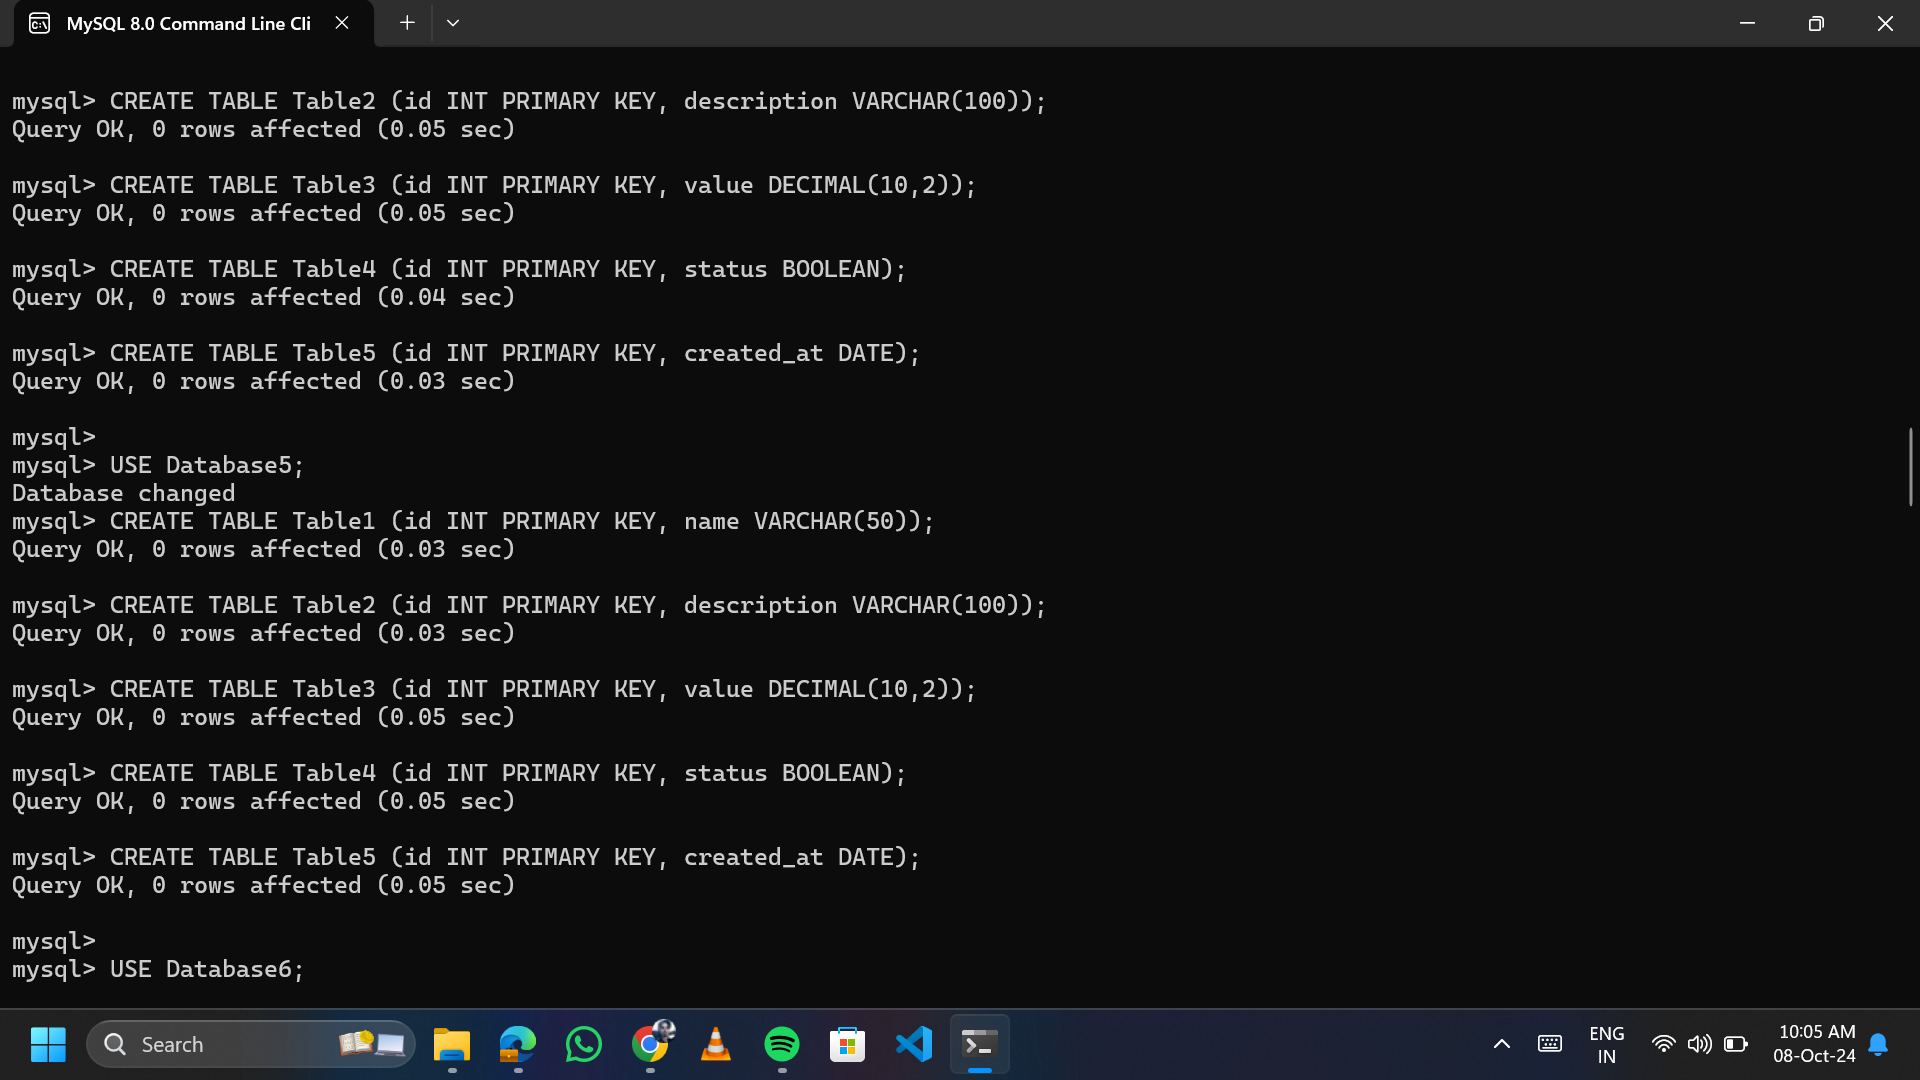 MySQL 8.0 Command Line Cli
mysql> CREATE TABLE Table2 (id INT PRIMARY KEY, description VARCHAR(100));
Query OK, 0 rows affected (0.05 sec)
mysql> CREATE TABLE Table3 (id INT PRIMARY KEY, value DECIMAL(10,2));
Query OK, 0 rows affected (0.05 sec)
mysql> CREATE TABLE Table4 (id INT PRIMARY KEY, status BOOLEAN);
Query OK, 0 rows affected (0.04 sec)
mysql> CREATE TABLE Table5 (id INT PRIMARY KEY, created_at DATE);
Query OK, 0 rows affected (0.03 sec)
mysql>
mysql> USE Database5;
Database changed
mysql> CREATE TABLE Table1 (id INT PRIMARY KEY, name VARCHAR(50));
Query OK, 0 rows affected (0.03 sec)
mysql> CREATE TABLE Table2 (id INT PRIMARY KEY, description VARCHAR(100));
Query OK, 0 rows affected (0.03 sec)
mysql> CREATE TABLE Table3 (id INT PRIMARY KEY, value DECIMAL(10,2));
Query OK, 0 rows affected (0.05 sec)
mysql> CREATE TABLE Table4 (id INT PRIMARY KEY, status BOOLEAN);
Query OK, 0 rows affected (0.05 sec)
mysql> CREATE TABLE Table5 (id INT PRIMARY KEY, created_at DATE);
Query OK, 0 rows affected (0.05 sec)
mysql>
mysql> USE Database6;
Search
ENG
IN
10:05 AM
08-Oct-24